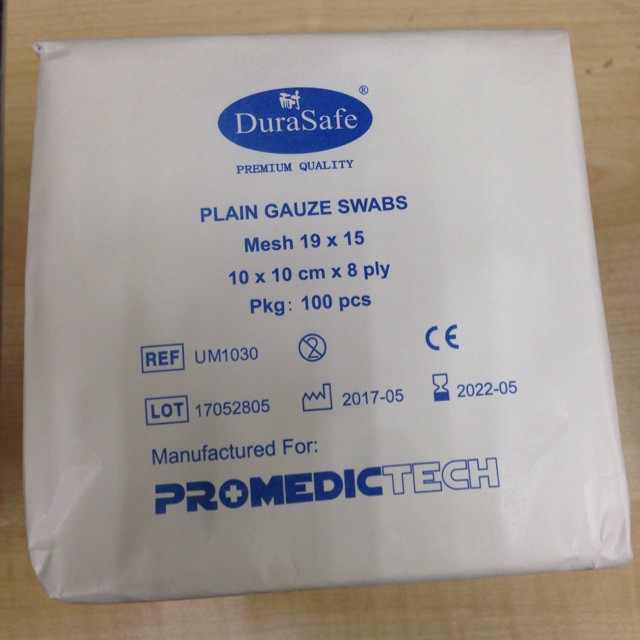 DuraSafe ®
PREMIUM QUALITY
PLAIN GAUZE SWABS
Mesh 19 x 15
10 x 10 cm x 8 ply
Pkg: 100 pcs
REF UM1030 2 CE
LOT 17052805 2017-05 2022-05
Manufactured For:
PROMEDICTECH